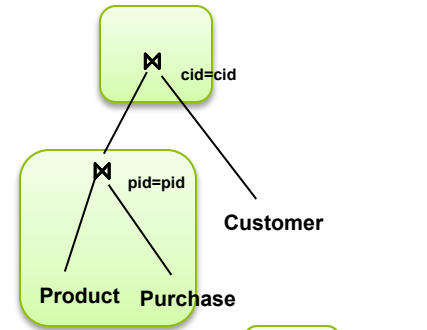 ⋈
cid=cid
⋈
pid=pid
Customer
Product Purchase